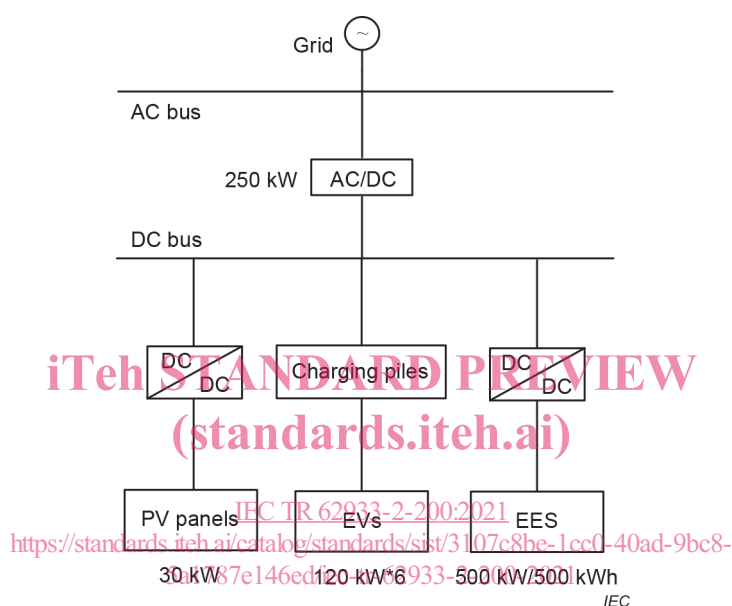 Grid
~
AC bus
250 kW
AC/DC
DC bus
DC
DC
Charging piles
DC
DC
iTeh STANDARD PREVIEW
(standards.iteh.ai)
PV panels
EVs
EES
IEC TR 62933-2-200:2021
https://standards.iteh.ai/catalog/standards/sist/3107c8be-1cc0-40ad-9bc8-
30 kW
120 kW*6
500 kW/500 kWh
IEC